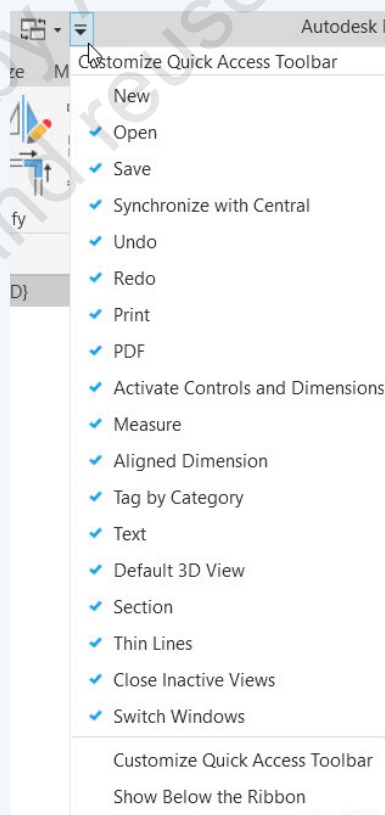 Autodesk
ze M
Customize Quick Access Toolbar
New
Open
Save
Synchronize with Central
fy
Undo
Redo
D}
Print
PDF
Activate Controls and Dimensions
Measure
Aligned Dimension
Tag by Category
Text
Default 3D View
Section
Thin Lines
Close Inactive Views
Switch Windows
Customize Quick Access Toolbar
Show Below the Ribbon
and reuse